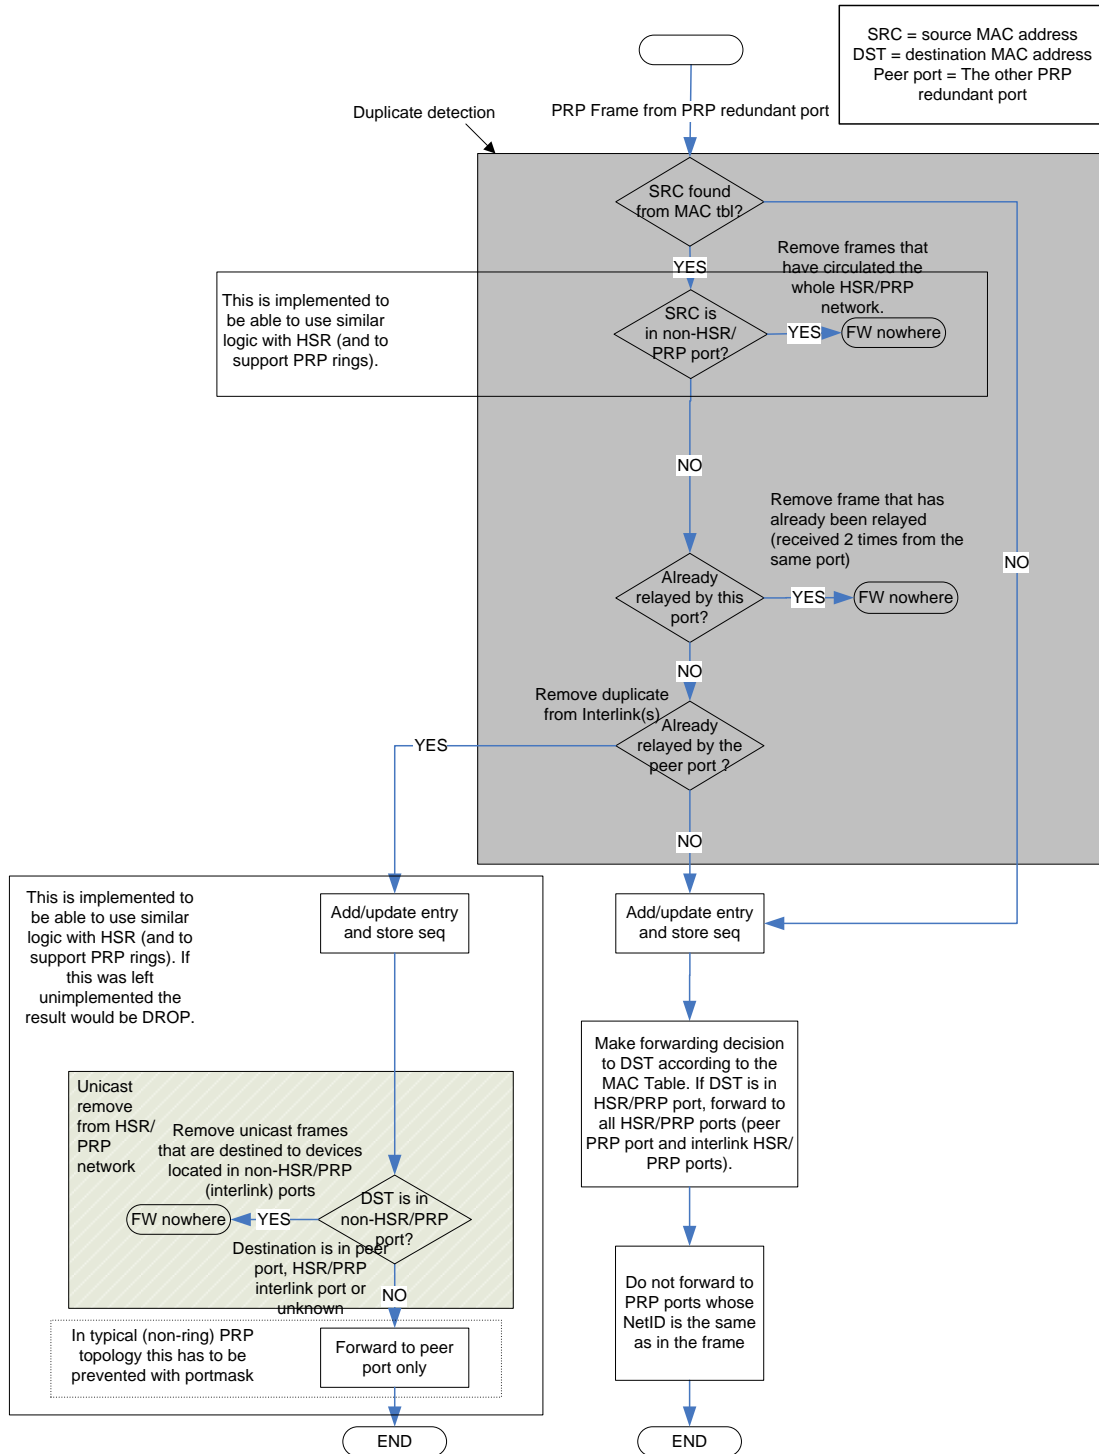 SRC = source MAC address
DST = destination MAC address
Peer port = The other PRP
redundant port
PRP Frame from PRP redundant port
Duplicate detection
SRC found
from MAC tbl?
YES
Remove frames that
have circulated the
whole HSR/PRP
network.
This is implemented to
be able to use similar
logic with HSR (and to
support PRP rings).
SRC is
in non-HSR/
PRP port?
YES
FW nowhere
NO
Remove frame that has
already been relayed
(received 2 times from the
same port)
NO
Already
relayed by this
port?
YES
FW nowhere
NO
Remove duplicate
from Interlink(s)
Already
relayed by the
peer port ?
YES
NO
This is implemented to
be able to use similar
logic with HSR (and to
support PRP rings). If
this was left
unimplemented the
result would be DROP.
Add/update entry
and store seq
Add/update entry
and store seq
Make forwarding decision
to DST according to the
MAC Table. If DST is in
HSR/PRP port, forward to
all HSR/PRP ports (peer
PRP port and interlink HSR/
PRP ports).
Unicast
remove
from HSR/
PRP
network
Remove unicast frames
that are destined to devices
located in non-HSR/PRP
(interlink) ports
DST is in
non-HSR/PRP
port?
YES
FW nowhere
Destination is in peer
port, HSR/PRP
interlink port or
unknown
NO
Do not forward to
PRP ports whose
NetID is the same
as in the frame
In typical (non-ring) PRP
topology this has to be
prevented with portmask
Forward to peer
port only
END
END